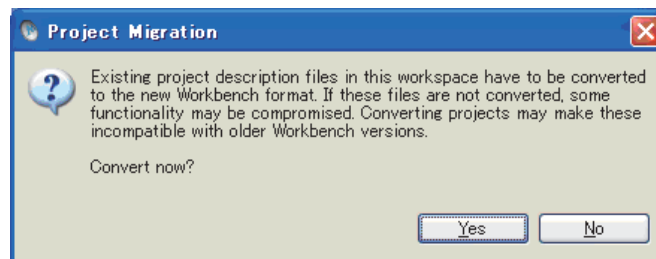 Project Migration
Existing project description files in this workspace have to be converted
to the new Workbench format. If these files are not converted, some
functionality may be compromised. Converting projects may make these
incompatible with older Workbench versions.
Convert now?
Yes
No